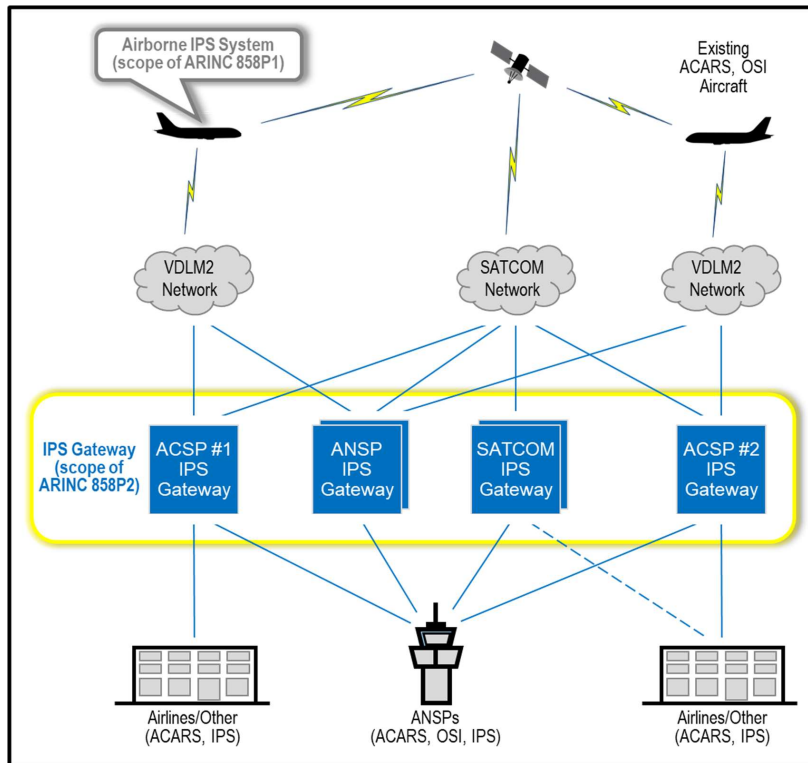 Airborne IPS System
(scope of ARINC 858P1)
Existing
ACARS, OSI
Aircraft
VDLM2
Network
SATCOM
Network
VDLM2
Network
IPS Gateway
(scope of
ARINC 858P2)
ACSP #1
IPS
Gateway
ANSP
IPS
Gateway
SATCOM
IPS
Gateway
ACSP #2
IPS
Gateway
Airlines/Other
(ACARS, IPS)
ANSPs
(ACARS, OSI, IPS)
Airlines/Other
(ACARS, IPS)